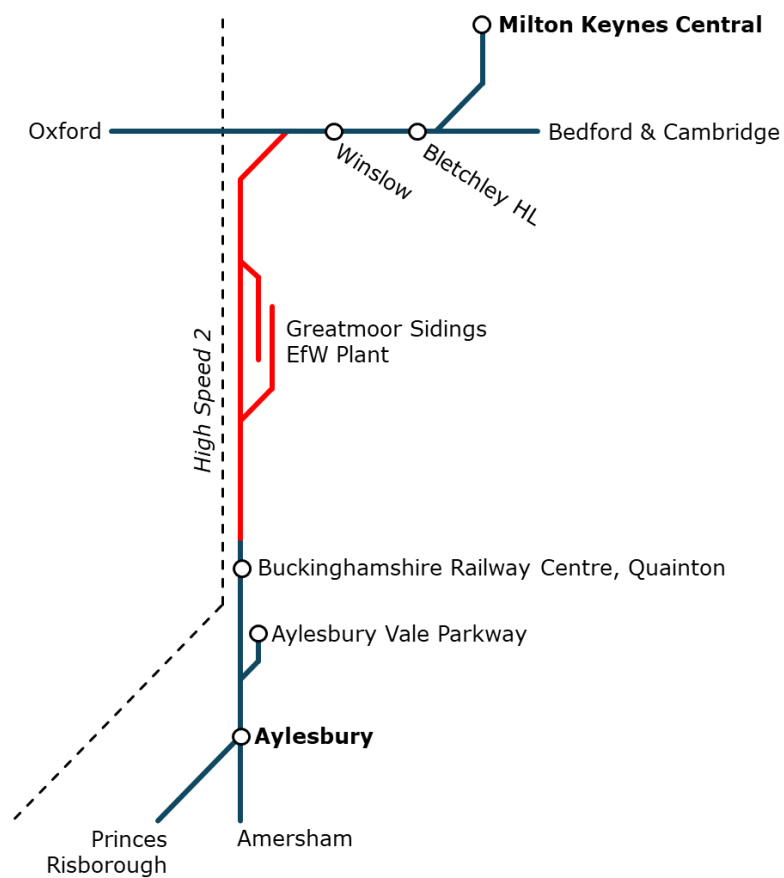 Milton Keynes Central
Oxford
Bedford & Cambridge
Winslow
Bletchley HL
High Speed 2
Greatmoor Sidings
EfW Plant
Buckinghamshire Railway Centre, Quainton
Aylesbury Vale Parkway
Aylesbury
Princes
Risborough
Amersham